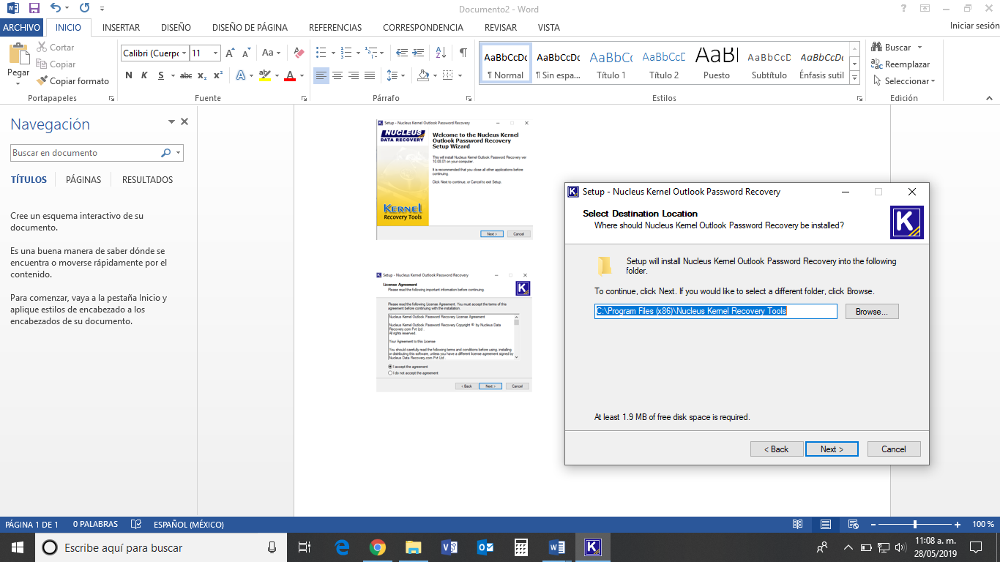 Documento2 - Word
ARCHIVO INICIO INSERTAR DISEÑO DISEÑO DE PÁGINA REFERENCIAS CORRESPONDENCIA REVISAR VISTA Iniciar sesión
Pegar
Cortar
Copiar
Copiar formato
Portapapeles
Calibri (Cuerpo 11
N K S abc x₂ x²
Fuente
Párrafo
AaBbCcDc AaBbCcDc AaBbCc AaBbCcD AaBl AaBbCcD AaBbCcDc
¶ Normal ¶ Sin espa... Título 1 Título 2 Puesto Subtítulo Énfasis sutil
Estilos
Buscar
Reemplazar
Seleccionar
Edición
Navegación
Buscar en documento
TÍTULOS PÁGINAS RESULTADOS
Cree un esquema interactivo de su
documento.
Es una buena manera de saber dónde se
encuentra o moverse rápidamente por el
contenido.
Para comenzar, vaya a la pestaña Inicio y
aplique estilos de encabezado a los
encabezados de su documento.
Setup - Nucleus Kernel Outlook Password Recovery
NUCLEUS
DATA RECOVERY
Welcome to the Nucleus Kernel
Outlook Password Recovery
Setup Wizard
This will install Nucleus Kernel Outlook Password Recovery ver
10.08.01 on your computer.
It is recommended that you close all other applications before
continuing.
Click Next to continue, or Cancel to exit Setup.
KERNEL
Recovery Tools
Next > Cancel
Setup - Nucleus Kernel Outlook Password Recovery
License Agreement
Please read the following important information before continuing.
Please read the following License Agreement. You must accept the terms of this
agreement before continuing with the installation.
Nucleus Kernel Outlook Password Recovery License Agreement
Nucleus Kernel Outlook Password Recovery Copyright ® by Nucleus Data
Recovery.com Pvt Ltd .
All rights reserved.
Your Agreement to this License
You should carefully read the following terms and conditions before using, installing
or distributing this software, unless you have a different license agreement signed by
Nucleus Data Recovery.com Pvt Ltd .
I accept the agreement
I do not accept the agreement
< Back Next > Cancel
Setup - Nucleus Kernel Outlook Password Recovery
Select Destination Location
Where should Nucleus Kernel Outlook Password Recovery be installed?
K
Setup will install Nucleus Kernel Outlook Password Recovery into the following
folder.
To continue, click Next. If you would like to select a different folder, click Browse.
C:\Program Files (x86)\Nucleus Kernel Recovery Tools
Browse...
At least 1.9 MB of free disk space is required.
< Back Next > Cancel
PÁGINA 1 DE 1 0 PALABRAS ESPAÑOL (MÉXICO) 100 %
Escribe aquí para buscar
11:08 a. m.
28/05/2019